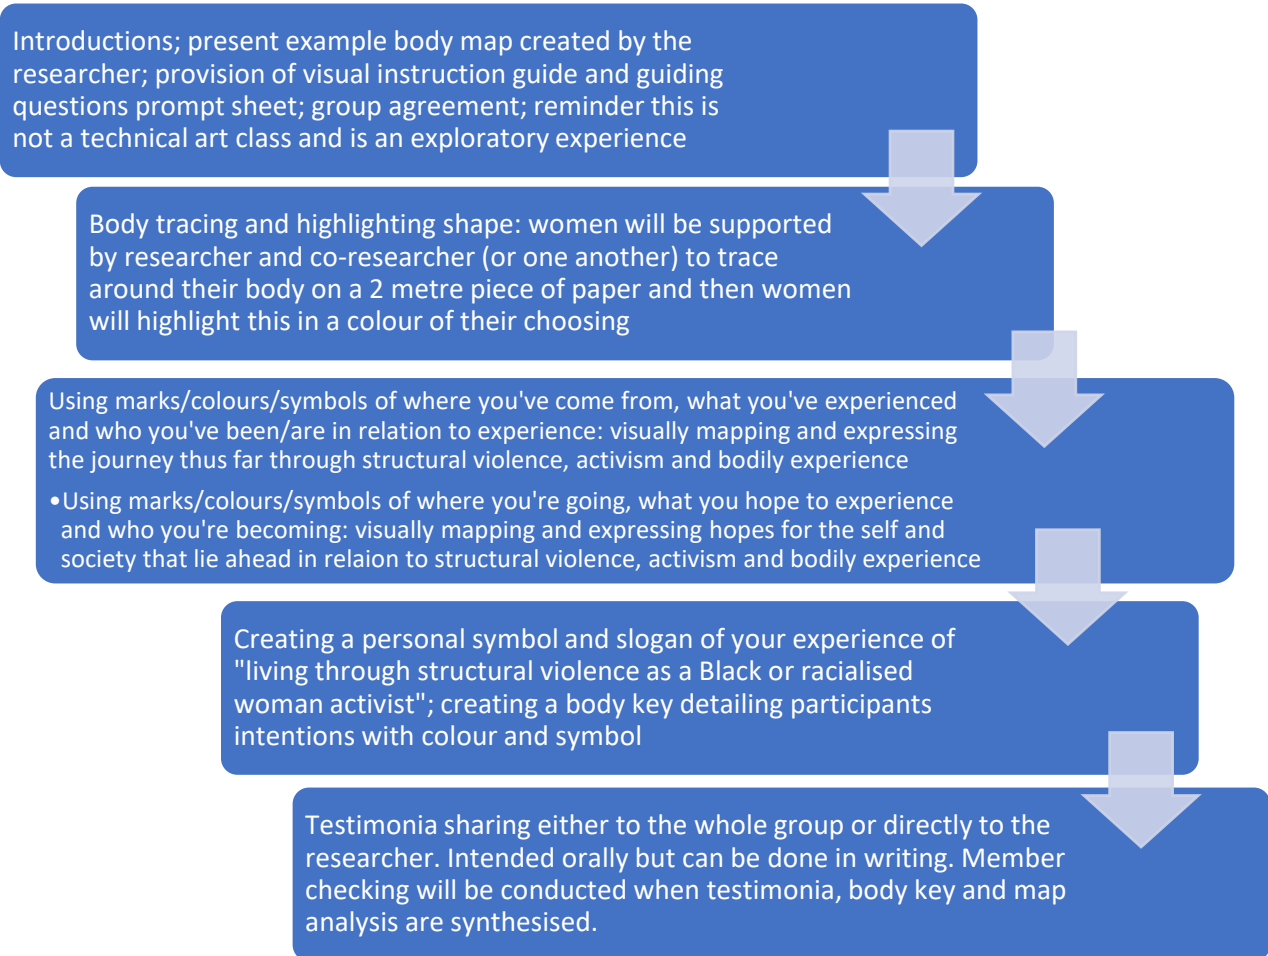 Introductions; present example body map created by the
researcher; provision of visual instruction guide and guiding
questions prompt sheet; group agreement; reminder this is
not a technical art class and is an exploratory experience
Body tracing and highlighting shape: women will be supported
by researcher and co-researcher (or one another) to trace
around their body on a 2 metre piece of paper and then women
will highlight this in a colour of their choosing
Using marks/colours/symbols of where you've come from, what you've experienced
and who you've been/are in relation to experience: visually mapping and expressing
the journey thus far through structural violence, activism and bodily experience
•Using marks/colours/symbols of where you're going, what you hope to experience
and who you're becoming: visually mapping and expressing hopes for the self and
society that lie ahead in relaion to structural violence, activism and bodily experience
Creating a personal symbol and slogan of your experience of
"living through structural violence as a Black or racialised
woman activist"; creating a body key detailing participants
intentions with colour and symbol
Testimonia sharing either to the whole group or directly to the
researcher. Intended orally but can be done in writing. Member
checking will be conducted when testimonia, body key and map
analysis are synthesised.